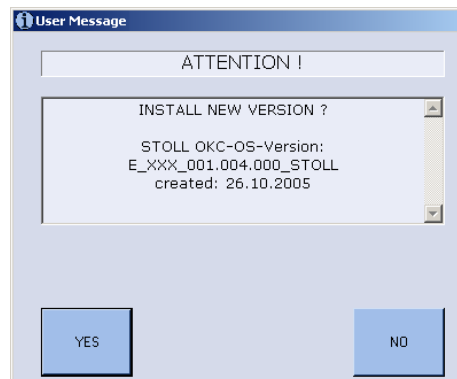 User Message
ATTENTION !
INSTALL NEW VERSION ?
STOLL OKC-OS-Version:
E_XXX_001.004.000_STOLL
created: 26.10.2005
YES
NO